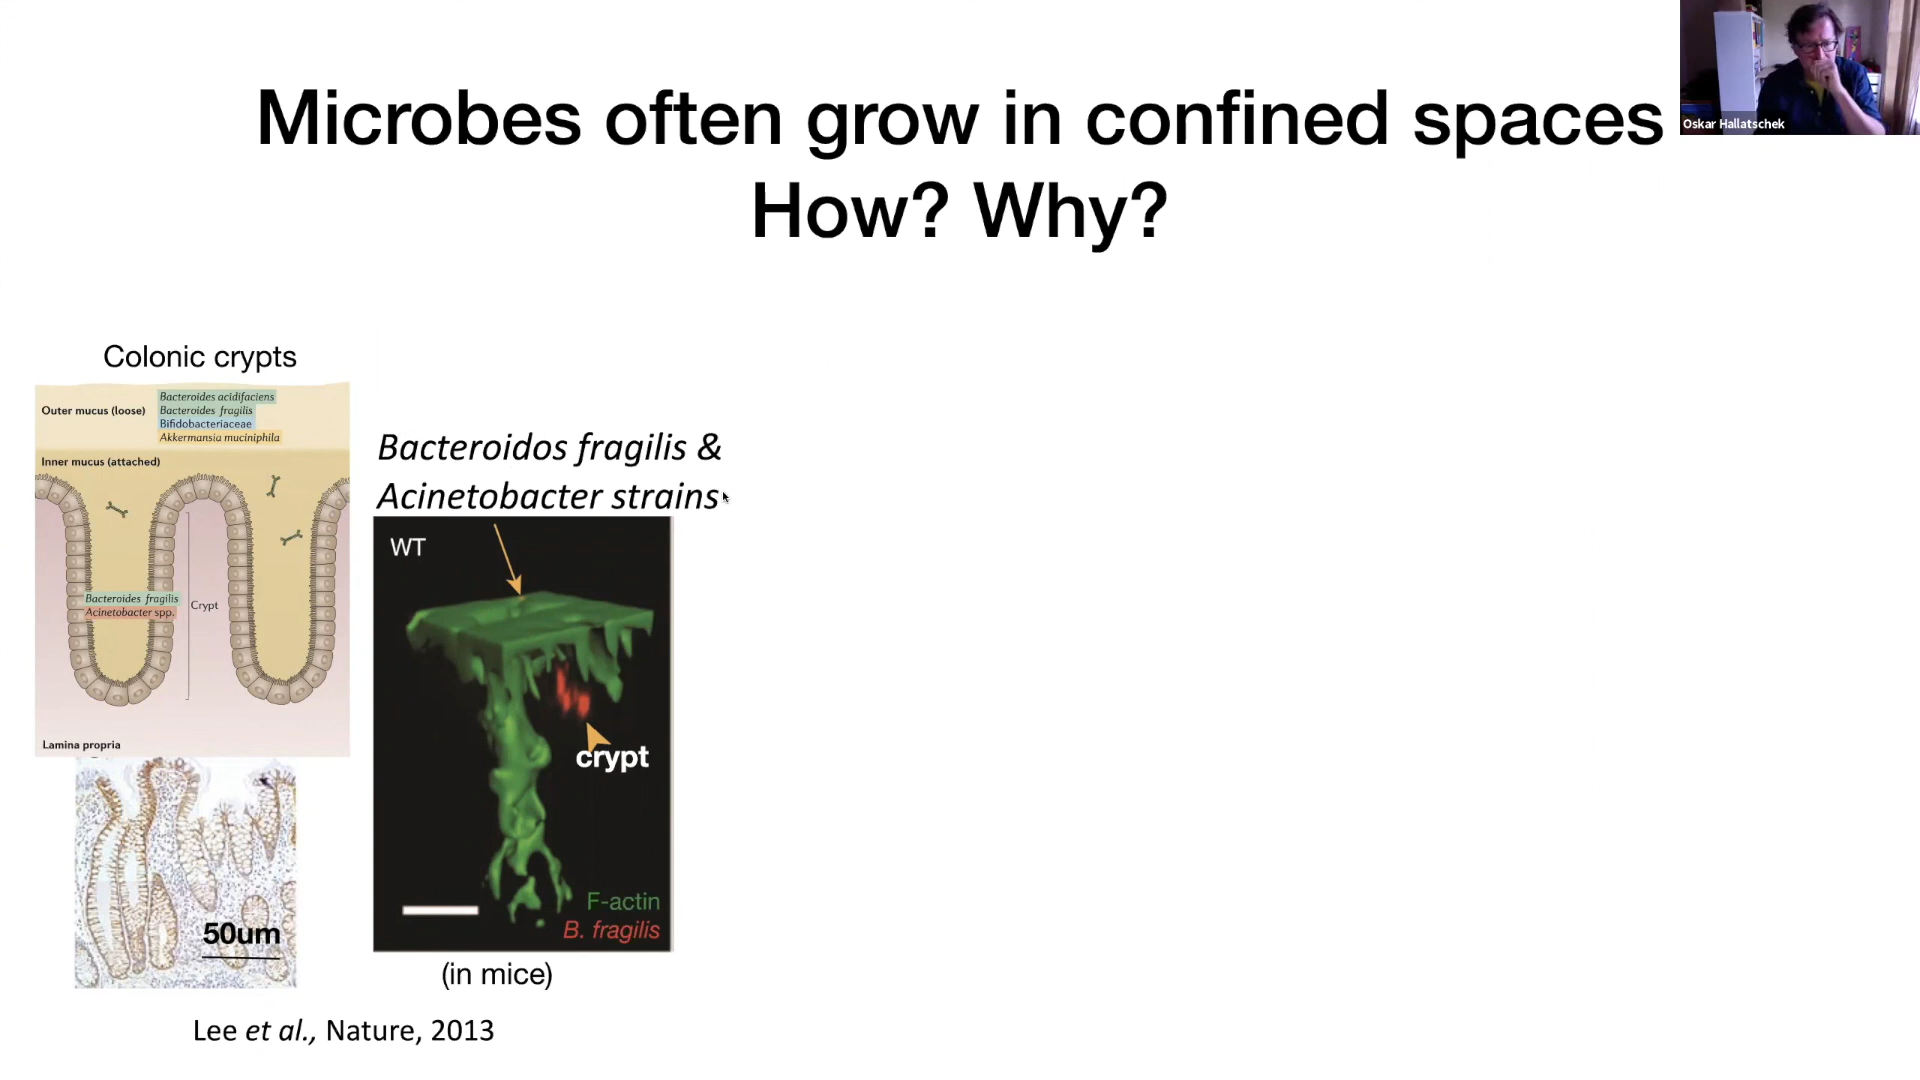 Microbes often grow in confined spaces
How? Why?
Oskar Hallatschek
Colonic crypts
Outer mucus (loose)
Bacteroides acidifaciens
Bacteroides fragilis
Bifidobacteriaceae
Akkermansia muciniphila
Inner mucus (attached)
Bacteroides fragilis
Acinetobacter spp.
Crypt
Lamina propria
50um
Bacteroidos fragilis &
Acinetobacter strains
WT
crypt
F-actin
B. fragilis
(in mice)
Lee et al., Nature, 2013